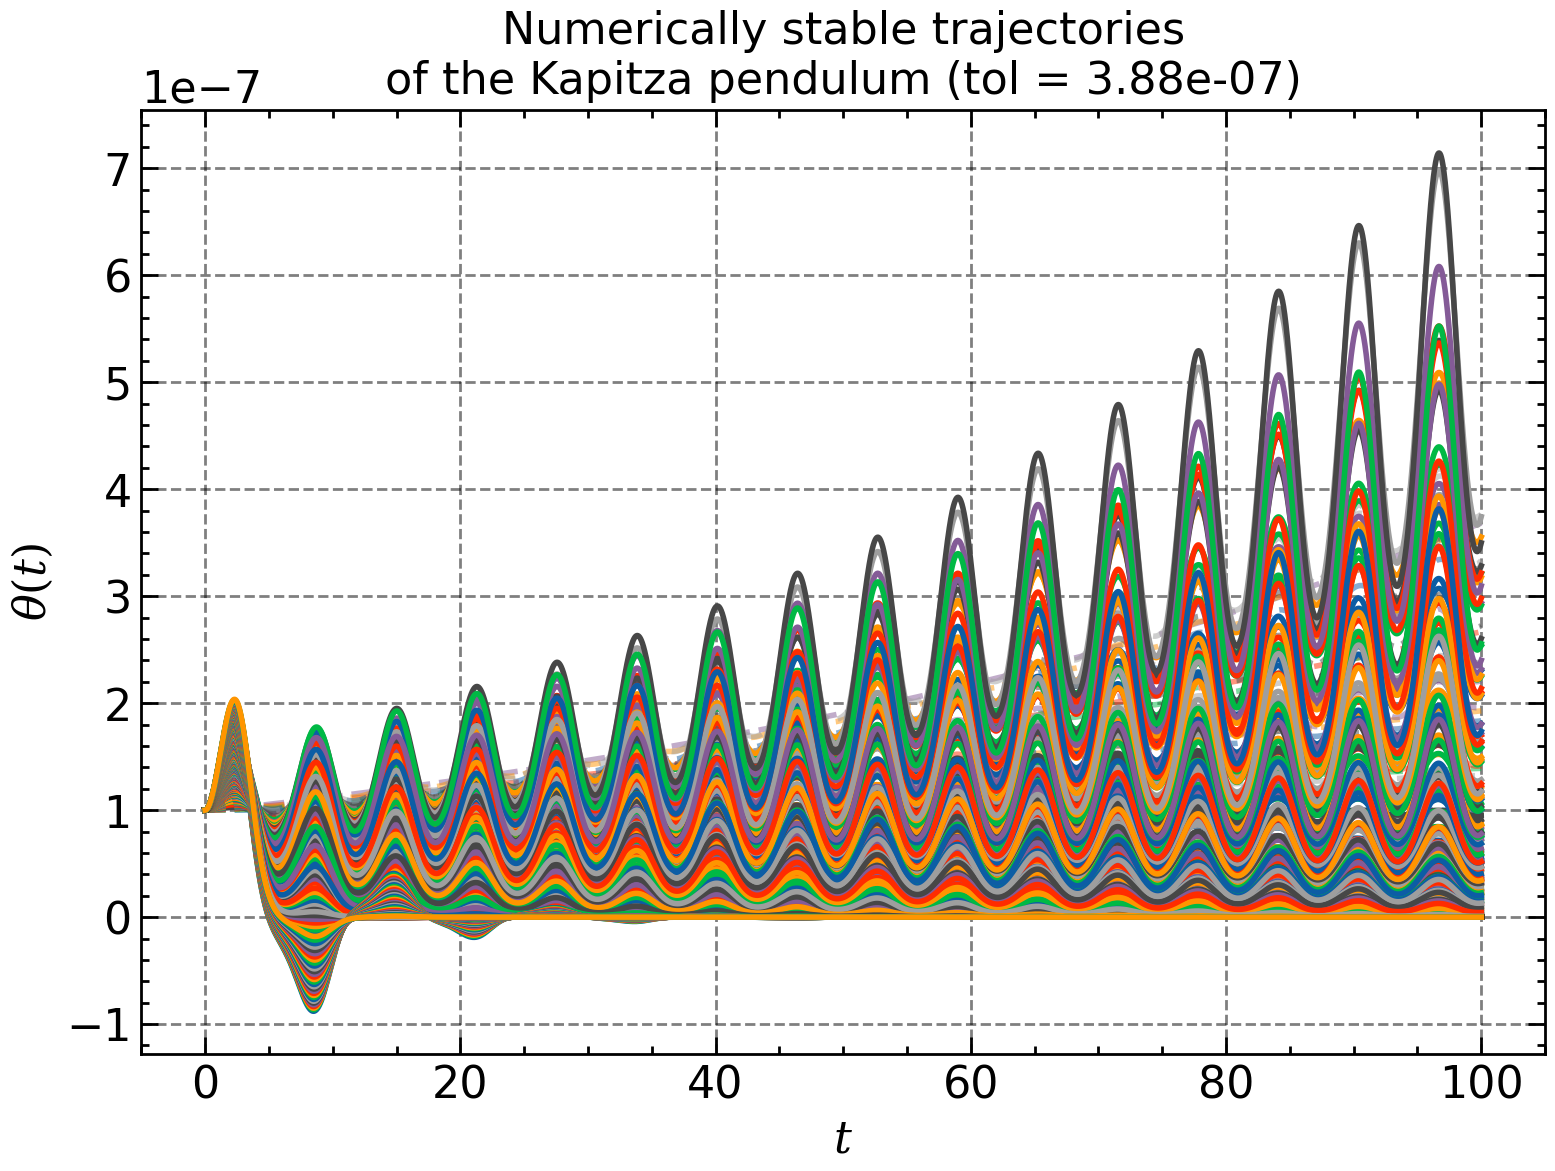 Numerically stable trajectories
of the Kapitza pendulum (tol = 3.88e-07)
1e−7
7
6
5
4
3
2
1
0
−1
θ(t)
0 20 40 60 80 100
t